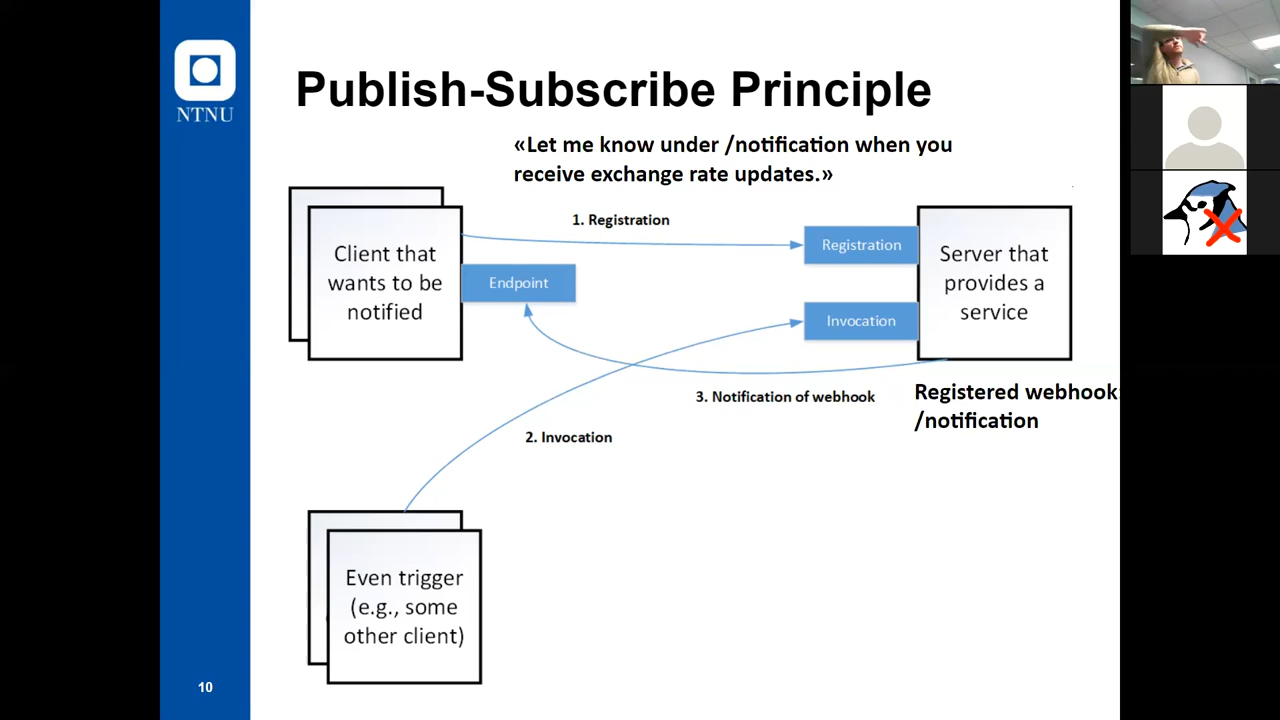 NTNU
Publish-Subscribe Principle
«Let me know under /notification when you
receive exchange rate updates.»
1. Registration
Client that
wants to be
notified
Endpoint
Registration
Invocation
Server that
provides a
service
3. Notification of webhook
Registered webhook:
/notification
2. Invocation
Even trigger
(e.g., some
other client)
10